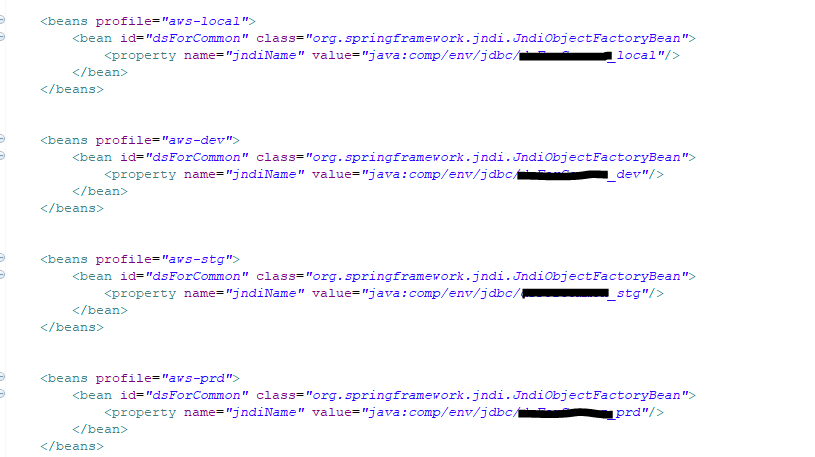 <beans profile="aws-local">
<bean id="dsForCommon" class="org.springframework.jndi.JndiObjectFactoryBean">
<property name="jndiName" value="java:comp/env/jdbc/ _local"/>
</bean>
</beans>
<beans profile="aws-dev">
<bean id="dsForCommon" class="org.springframework.jndi.JndiObjectFactoryBean">
<property name="jndiName" value="java:comp/env/jdbc/ _dev"/>
</bean>
</beans>
<beans profile="aws-stg">
<bean id="dsForCommon" class="org.springframework.jndi.JndiObjectFactoryBean">
<property name="jndiName" value="java:comp/env/jdbc/ _stg"/>
</bean>
</beans>
<beans profile="aws-prd">
<bean id="dsForCommon" class="org.springframework.jndi.JndiObjectFactoryBean">
<property name="jndiName" value="java:comp/env/jdbc/ _prd"/>
</bean>
</beans>